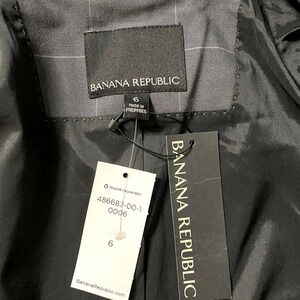 BANANA REPUBLIC
6
MADE IN
PHILIPPINES
BANANA REPUBLIC
486683-00-1
0006
6
BananaRepublic.com